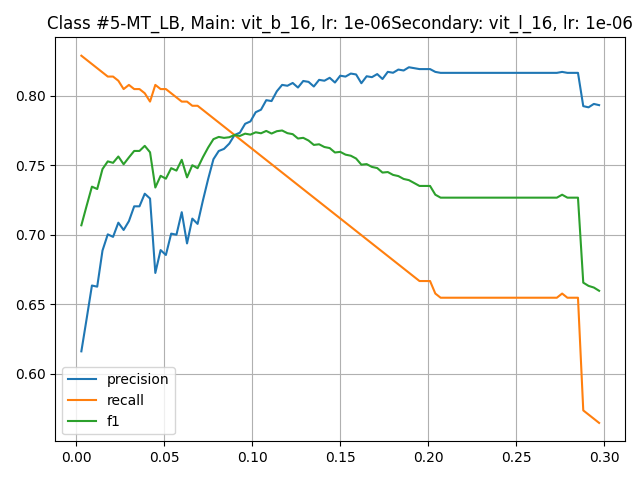 Class #5-MT_LB, Main: vit_b_16, lr: 1e-06Secondary: vit_l_16, lr: 1e-06
0.80
0.75
0.70
0.65
0.60
precision
recall
f1
0.00 0.05 0.10 0.15 0.20 0.25 0.30